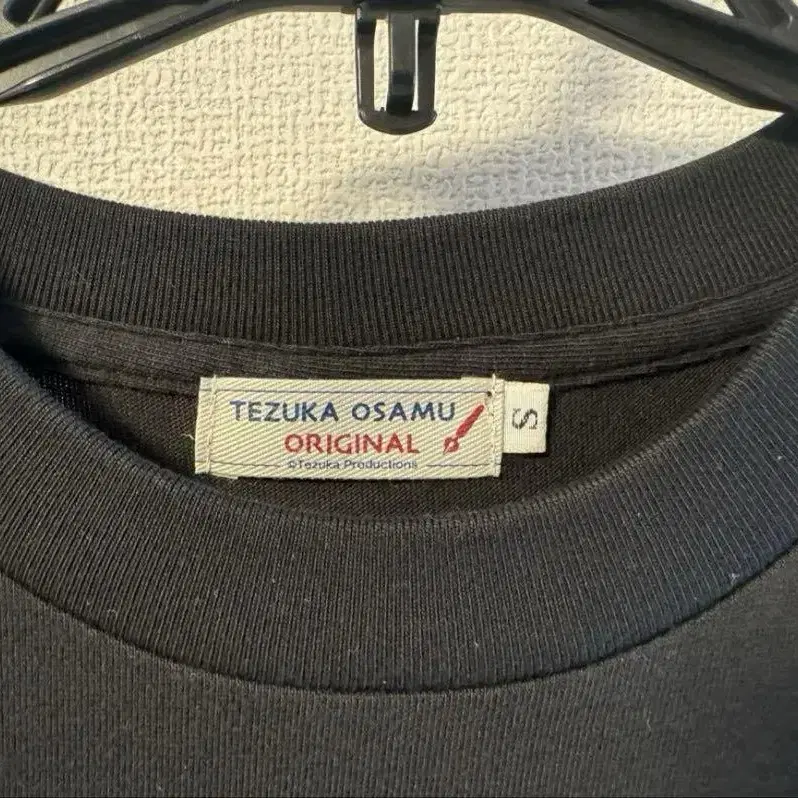 TEZUKA OSAMU
ORIGINAL
©Tezuka Productions
S